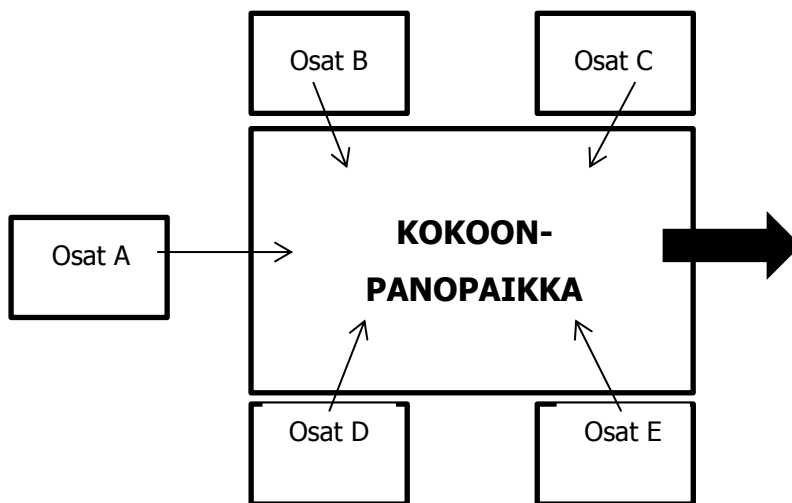 Osat B
Osat C
Osat A
KOKOON-
PANOPAIKKA
Osat D
Osat E